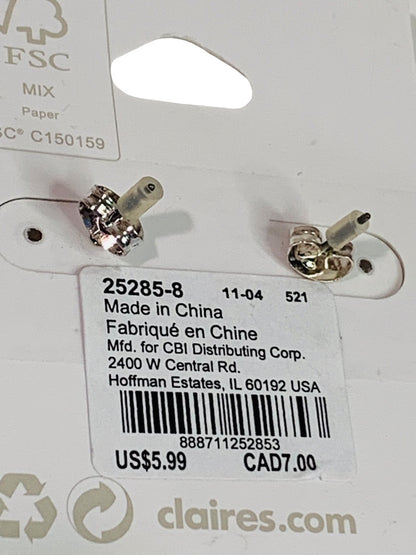 FSC
MIX
Paper
SC® C150159
25285-8 11-04 521
Made in China
Fabriqué en Chine
Mfd. for CBI Distributing Corp.
2400 W Central Rd.
Hoffman Estates, IL 60192 USA
888711252853
US$5.99 CAD7.00
claires.com